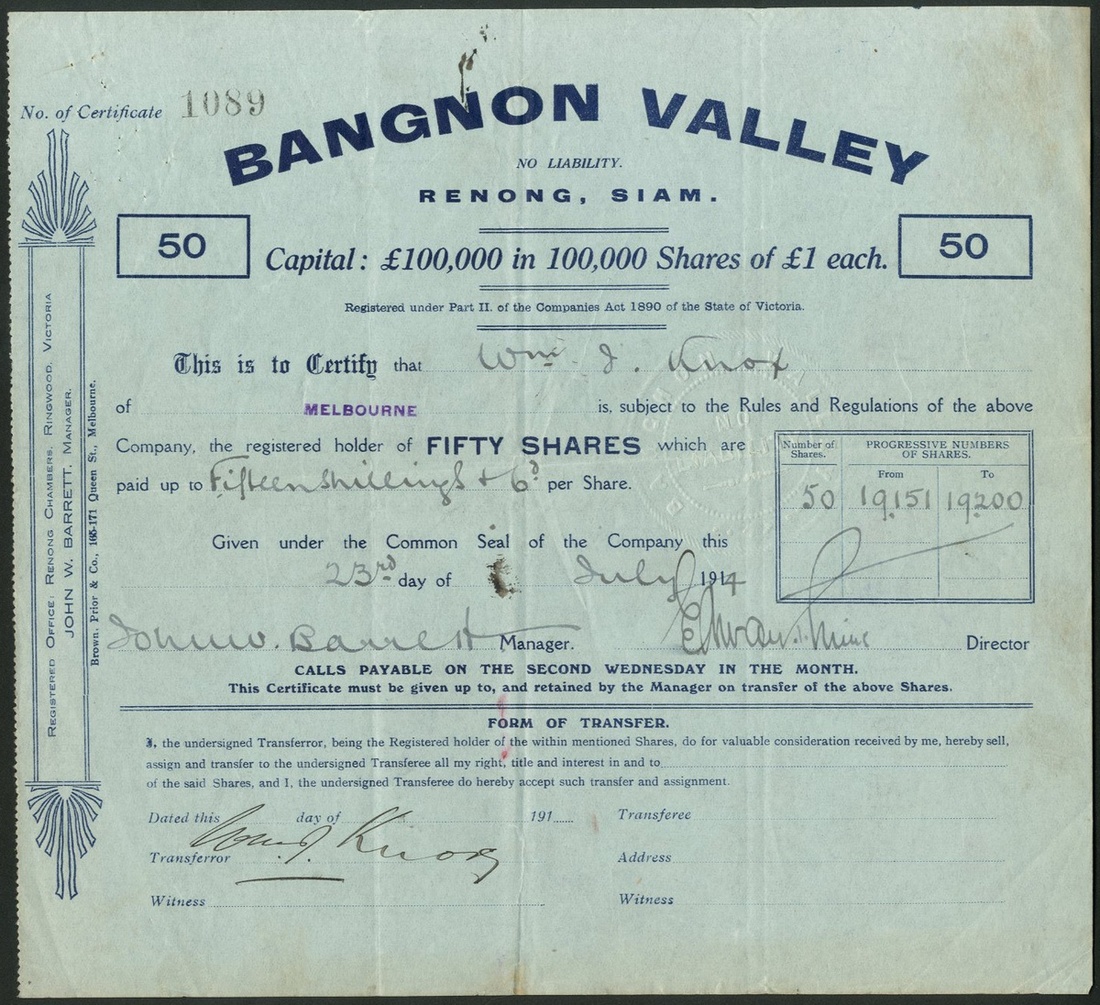 No. of Certificate 1089
BANGNON VALLEY
NO LIABILITY.
RENONG, SIAM.
50
50
Capital: £100,000 in 100,000 Shares of £1 each.
Registered under Part II. of the Companies Act 1890 of the State of Victoria.
This is to Certify that Wm. J. Knox
of MELBOURNE is, subject to the Rules and Regulations of the above
Company, the registered holder of FIFTY SHARES which are
paid up to Fifteen shillings + 6d per Share.
Number of Shares.
PROGRESSIVE NUMBERS OF SHARES.
From To
50 19151 19200
Given under the Common Seal of the Company this
23rd day of July 1914
John W. Barrett Manager.
Director
CALLS PAYABLE ON THE SECOND WEDNESDAY IN THE MONTH.
This Certificate must be given up to, and retained by the Manager on transfer of the above Shares.
FORM OF TRANSFER.
I, the undersigned Transferror, being the Registered holder of the within mentioned Shares, do for valuable consideration received by me, hereby sell,
assign and transfer to the undersigned Transferee all my right, title and interest in and to
of the said Shares, and I, the undersigned Transferee do hereby accept such transfer and assignment.
Dated this day of 191
Transferee
Transferror Wm J. Knox
Address
Witness
Witness
REGISTERED OFFICE: RENONG CHAMBERS, RINGWOOD, VICTORIA
JOHN W. BARRETT, MANAGER.
Brown, Prior & Co., 165-171 Queen St., Melbourne.